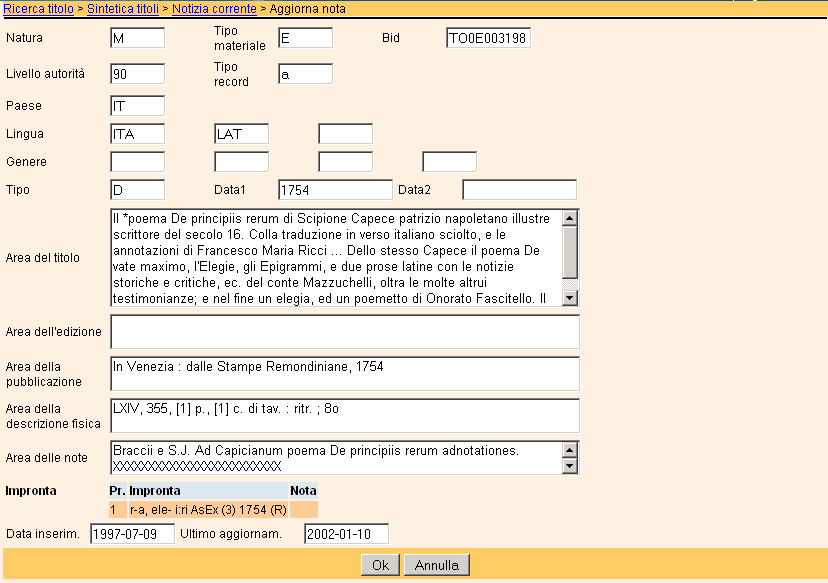 Ricerca titolo > Sintetica titoli > Notizia corrente > Aggiorna nota
Natura M Tipo materiale E Bid TO0E003198
Livello autorità 90 Tipo record a
Paese IT
Lingua ITA LAT
Genere
Tipo D Data1 1754 Data2
Area del titolo
Il *poema De principiis rerum di Scipione Capece patrizio napoletano illustre
scrittore del secolo 16. Colla traduzione in verso italiano sciolto, e le
annotazioni di Francesco Maria Ricci ... Dello stesso Capece il poema De
vate maximo, l'Elegie, gli Epigrammi, e due prose latine con le notizie
storiche e critiche, ec. del conte Mazzuchelli, oltra le molte altrui
testimonianze; e nel fine un elegia, ed un poemetto di Onorato Fascitello. Il
Area dell'edizione
Area della pubblicazione
In Venezia : dalle Stampe Remondiniane, 1754
Area della descrizione fisica
LXIV, 355, [1] p., [1] c. di tav. : ritr. ; 8o
Area delle note
Braccii e S.J. Ad Capicianum poema De principiis rerum adnotationes.
XXXXXXXXXXXXXXXXXXXXXXXX
Impronta Pr. Impronta Nota
1 r-a, ele- i:ri AsEx (3) 1754 (R)
Data inserim. 1997-07-09 Ultimo aggiornam. 2002-01-10
Ok Annulla